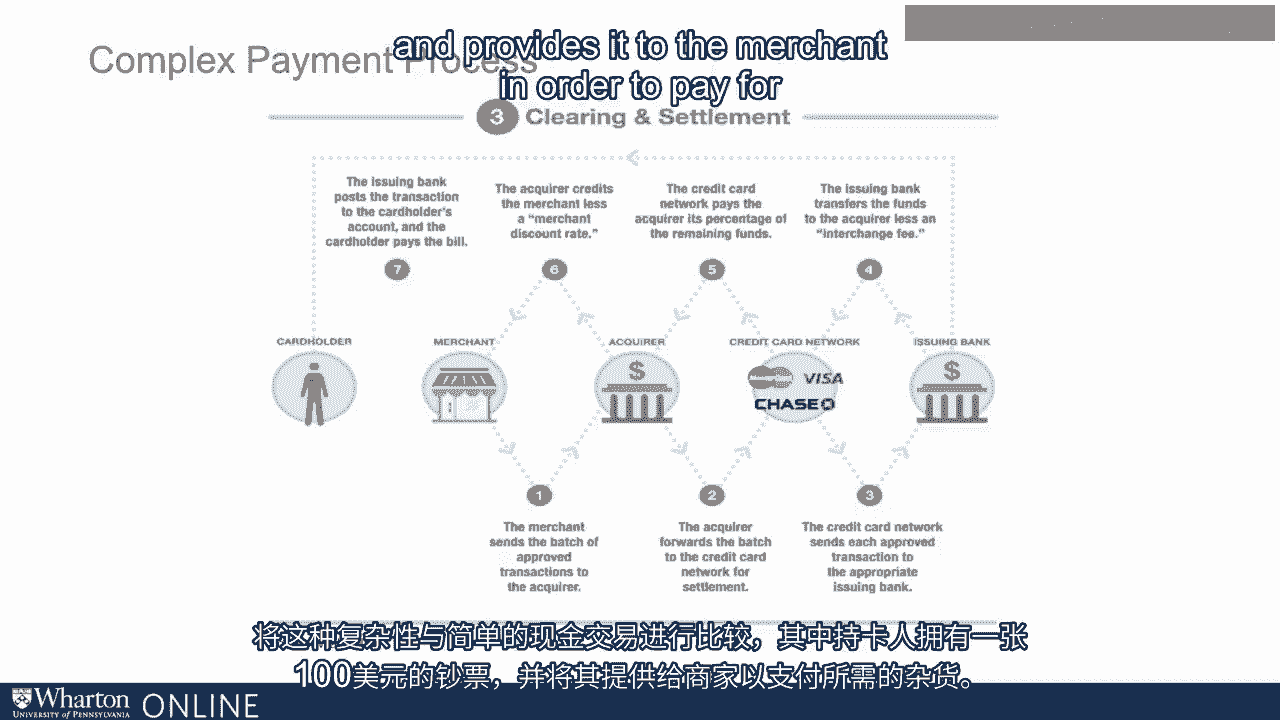 Complex Payment Process
and provides it to the merchant
in order to pay for
3 Clearing & Settlement
The issuing bank
posts the transaction
to the cardholder's
account, and the
cardholder pays the bill.
7
The acquirer credits
the merchant less
a "merchant
discount rate."
6
The credit card
network pays the
acquirer its percentage of
the remaining funds.
5
The issuing bank
transfers the funds
to the acquirer less an
"interchange fee."
4
CARDHOLDER
MERCHANT
ACQUIRER
CREDIT CARD NETWORK
ISSUING BANK
$
VISA
CHASE
$
1
The merchant
sends the batch of
approved
transactions to
the acquirer.
2
The acquirer
forwards the batch
to the credit card
network for
settlement.
3
The credit card network
sends each approved
transaction to
the appropriate
issuing bank.
将这种复杂性与简单的现金交易进行比较，其中持卡人拥有一张
100美元的钞票，并将其提供给商家以支付所需的杂货。
Wharton ONLINE
UNIVERSITY of PENNSYLVANIA